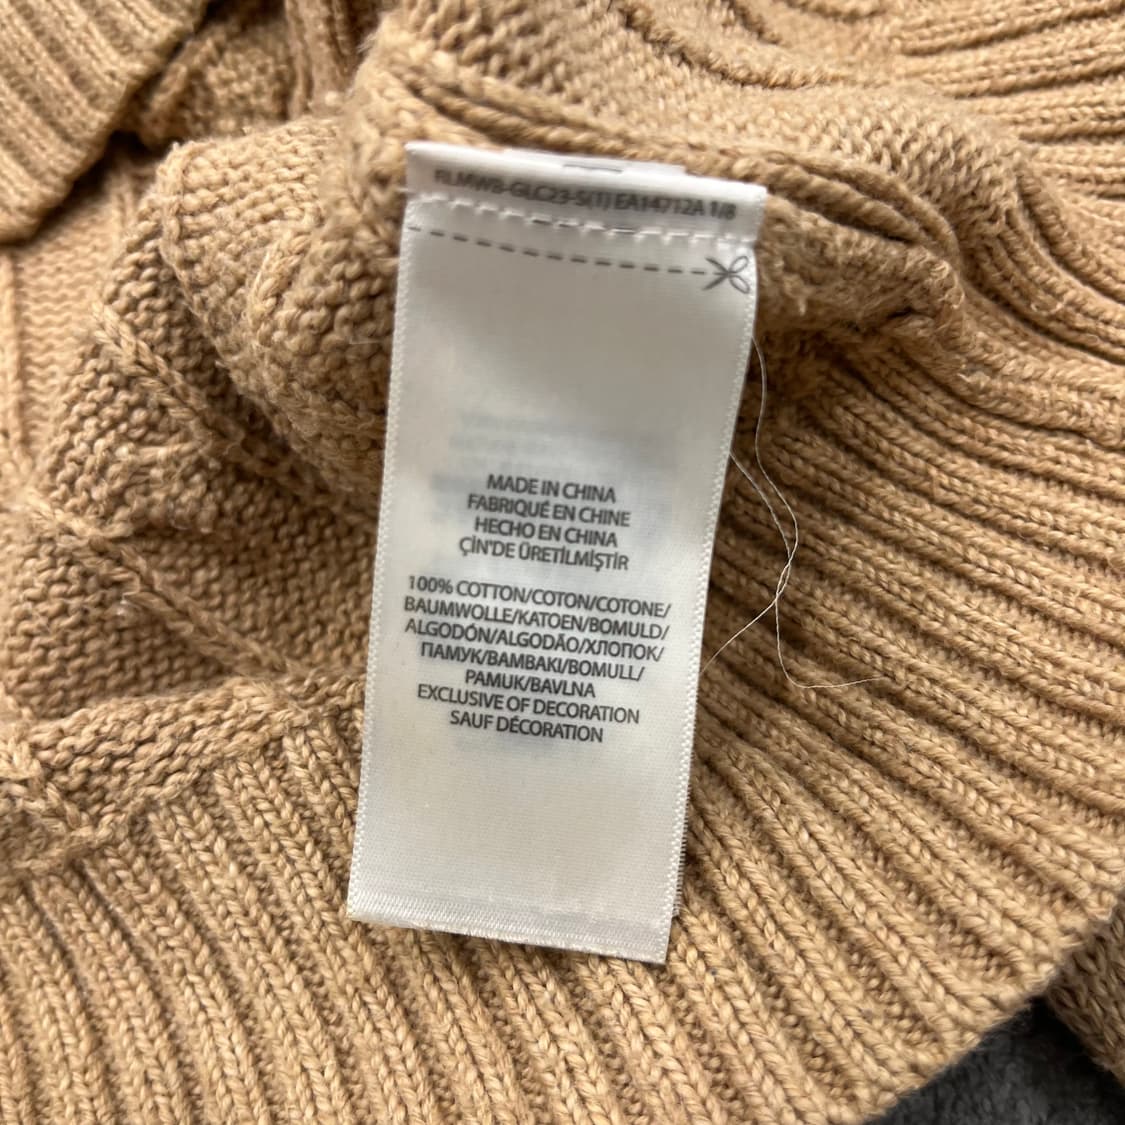 RLMWB-GLC23-S(1) EA14712A 1/8
MADE IN CHINA
FABRIQUÉ EN CHINE
HECHO EN CHINA
ÇİN'DE ÜRETİLMİŞTİR
100% COTTON/COTON/COTONE/
BAUMWOLLE/KATOEN/BOMULD/
ALGODÓN/ALGODÃO/ХЛОПОК/
ПАМУК/BAMBAKI/BOMULL/
PAMUK/BAVLNA
EXCLUSIVE OF DECORATION
SAUF DÉCORATION